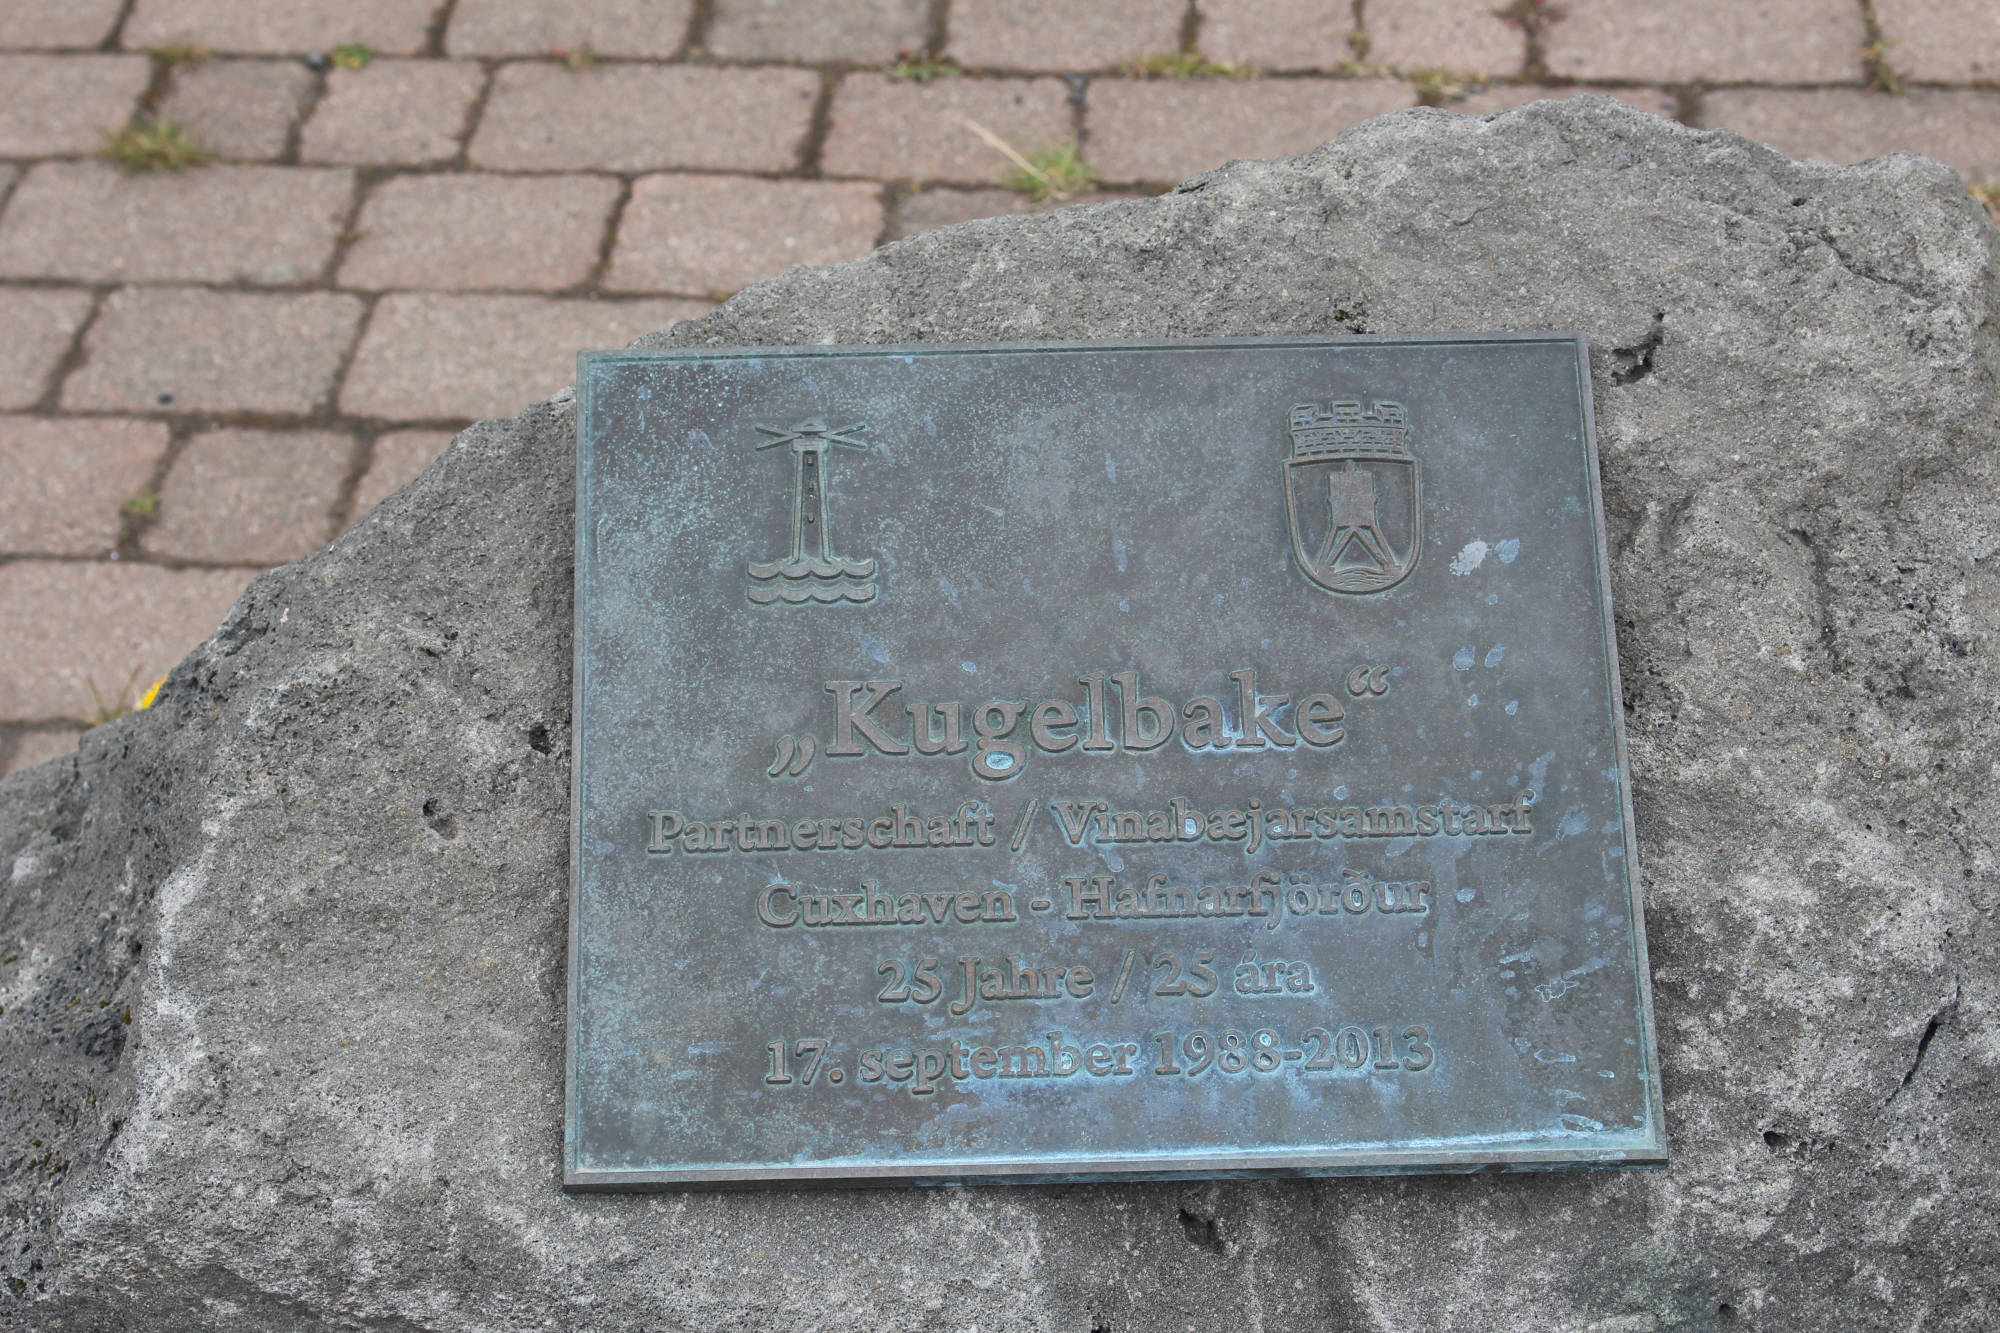 „Kugelbake“
Partnerschaft / Vinabæjarsamstarf
Cuxhaven - Hafnarfjörður
25 Jahre / 25 ára
17. september 1988-2013